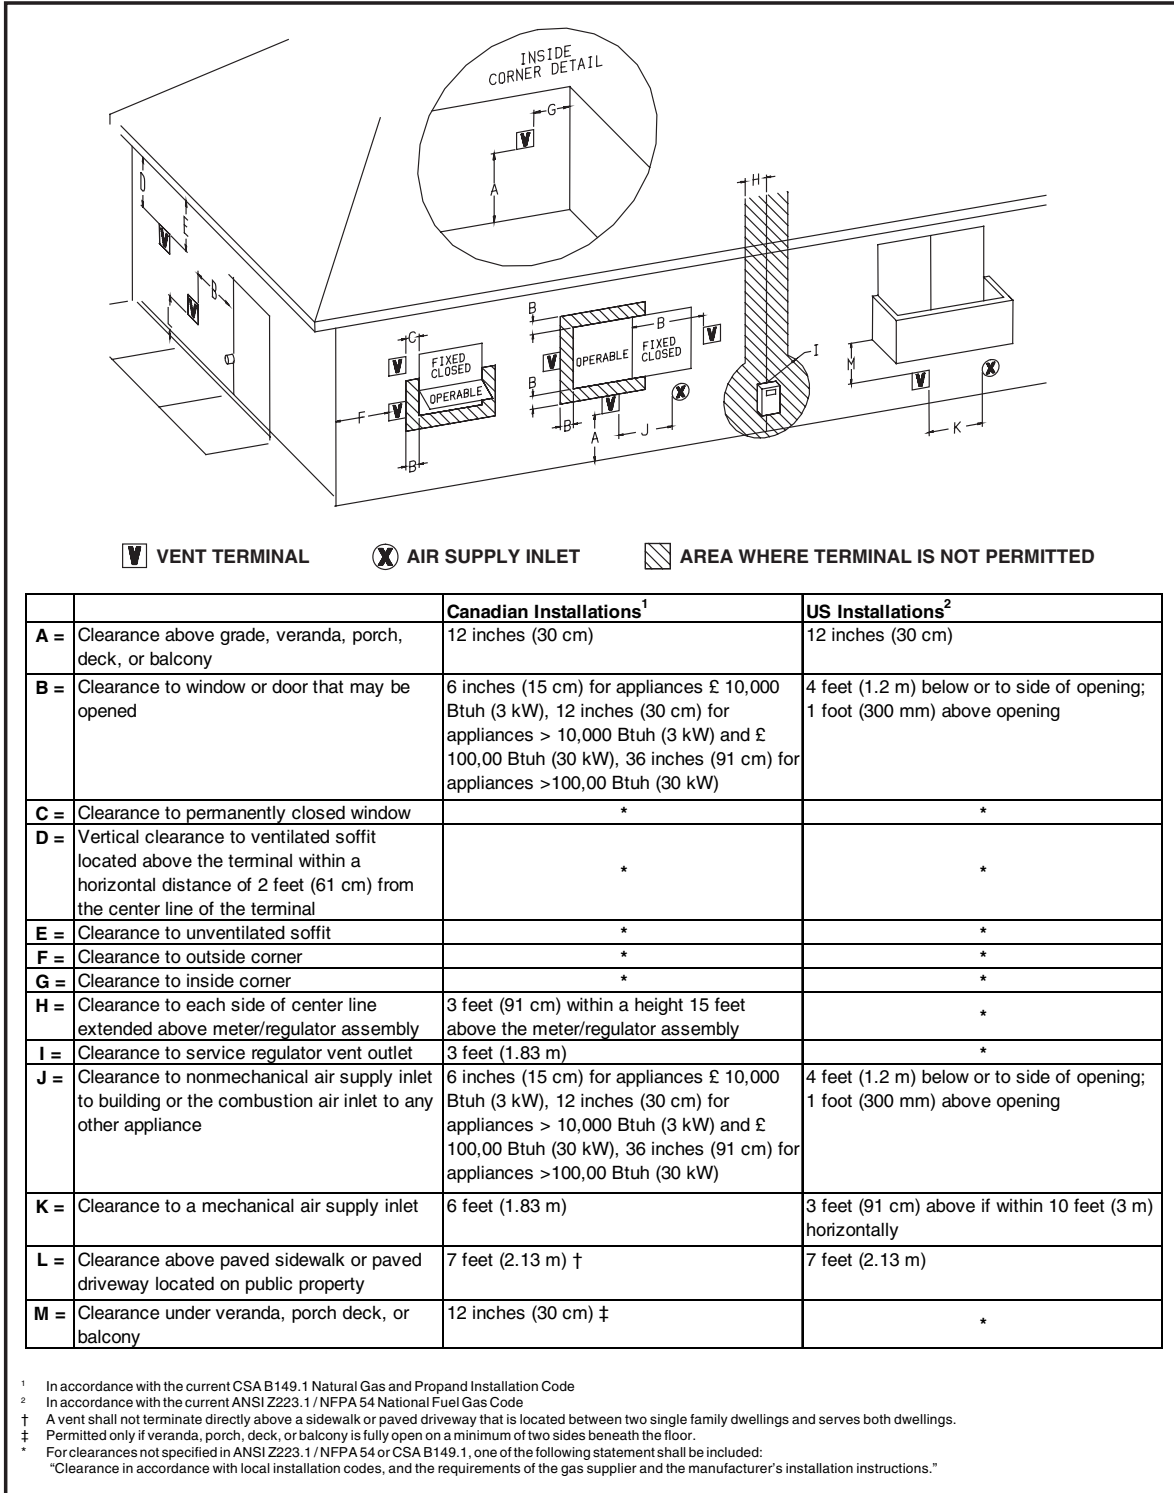 INSIDE
CORNER DETAIL
G
A
H
D
E
V
B
V
L
C
V
FIXED
CLOSED
OPERABLE
V
F
B
B
V
OPERABLE
FIXED
CLOSED
B
V
B
B
V
A
J
X
I
M
V
X
K
V VENT TERMINAL X AIR SUPPLY INLET AREA WHERE TERMINAL IS NOT PERMITTED
Canadian Installations1 US Installations2
A = Clearance above grade, veranda, porch, 12 inches (30 cm) 12 inches (30 cm)
deck, or balcony
B = Clearance to window or door that may be 6 inches (15 cm) for appliances £ 10,000 4 feet (1.2 m) below or to side of opening;
opened Btuh (3 kW), 12 inches (30 cm) for 1 foot (300 mm) above opening
appliances > 10,000 Btuh (3 kW) and £
100,00 Btuh (30 kW), 36 inches (91 cm) for
appliances >100,00 Btuh (30 kW)
C = Clearance to permanently closed window * *
D = Vertical clearance to ventilated soffit
located above the terminal within a
horizontal distance of 2 feet (61 cm) from * *
the center line of the terminal
E = Clearance to unventilated soffit * *
F = Clearance to outside corner * *
G = Clearance to inside corner * *
H = Clearance to each side of center line 3 feet (91 cm) within a height 15 feet *
extended above meter/regulator assembly above the meter/regulator assembly
I = Clearance to service regulator vent outlet 3 feet (1.83 m) *
J = Clearance to nonmechanical air supply inlet 6 inches (15 cm) for appliances £ 10,000 4 feet (1.2 m) below or to side of opening;
to building or the combustion air inlet to any Btuh (3 kW), 12 inches (30 cm) for 1 foot (300 mm) above opening
other appliance appliances > 10,000 Btuh (3 kW) and £
100,00 Btuh (30 kW), 36 inches (91 cm) for
appliances >100,00 Btuh (30 kW)
K = Clearance to a mechanical air supply inlet 6 feet (1.83 m) 3 feet (91 cm) above if within 10 feet (3 m)
horizontally
L = Clearance above paved sidewalk or paved 7 feet (2.13 m) † 7 feet (2.13 m)
driveway located on public property
M = Clearance under veranda, porch deck, or 12 inches (30 cm) ‡ *
balcony
1 In accordance with the current CSA B149.1 Natural Gas and Propand Installation Code
2 In accordance with the current ANSI Z223.1 / NFPA 54 National Fuel Gas Code
† A vent shall not terminate directly above a sidewalk or paved driveway that is located between two single family dwellings and serves both dwellings.
‡ Permitted only if veranda, porch, deck, or balcony is fully open on a minimum of two sides beneath the floor.
* For clearances not specified in ANSI Z223.1 / NFPA 54 or CSA B149.1, one of the following statement shall be included:
“Clearance in accordance with local installation codes, and the requirements of the gas supplier and the manufacturer’s installation instructions.”